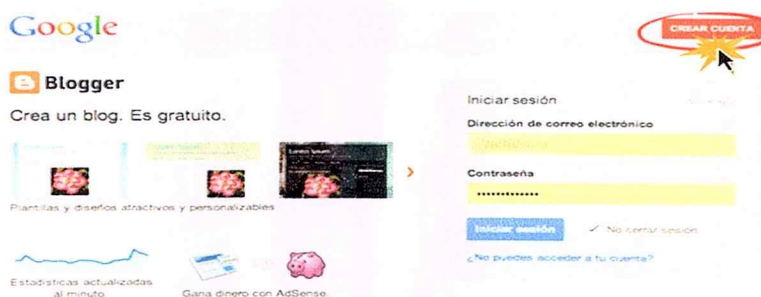 Google
CREAR CUENTA
Blogger
Crea un blog. Es gratuito.
Plantillas y diseños atractivos y personalizables
Estadísticas actualizadas
al minuto.
Gana dinero con AdSense.
Iniciar sesión
Dirección de correo electrónico
Contraseña
•••••••••••••
Iniciar sesión
No cerrar sesión
¿No puedes acceder a tu cuenta?